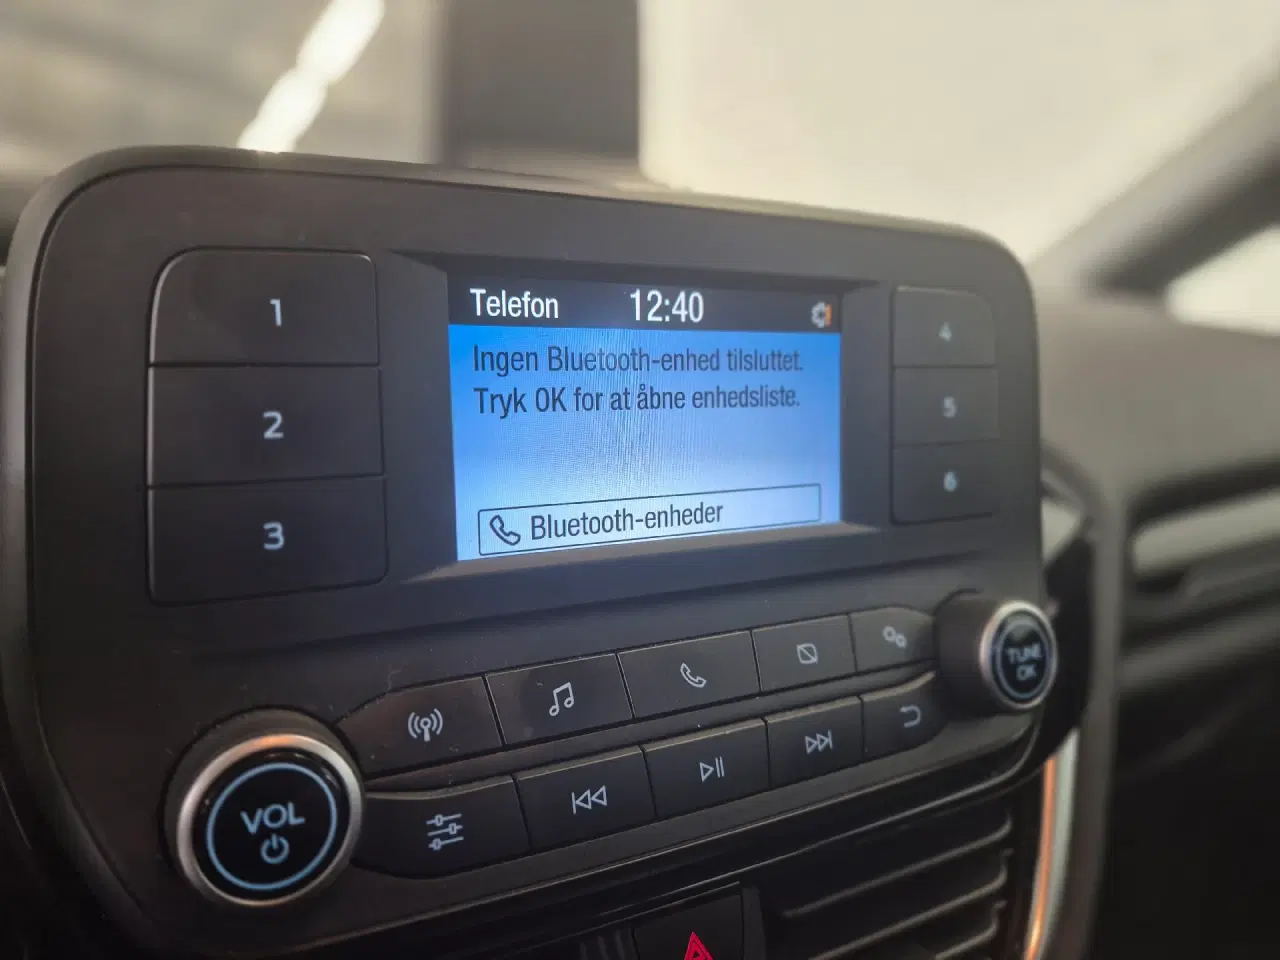 Telefon 12:40
Ingen Bluetooth-enhed tilsluttet.
Tryk OK for at åbne enhedsliste.
Bluetooth-enheder
1
2
3
4
5
6
VOL
TUNE
OK